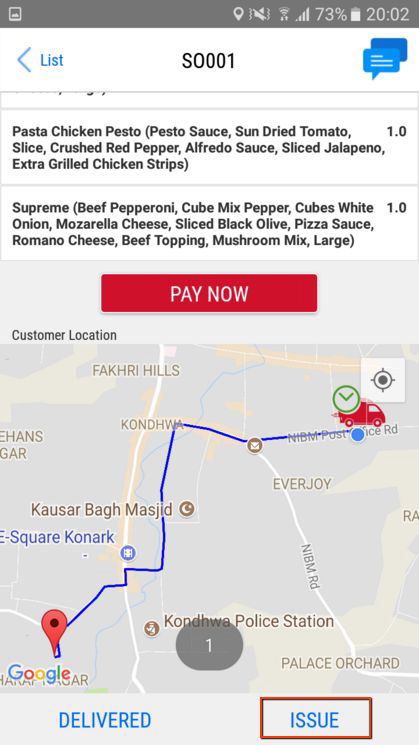 73% 20:02
List
SO001
Pasta Chicken Pesto (Pesto Sauce, Sun Dried Tomato, 1.0
Slice, Crushed Red Pepper, Alfredo Sauce, Sliced Jalapeno,
Extra Grilled Chicken Strips)
Supreme (Beef Pepperoni, Cube Mix Pepper, Cubes White 1.0
Onion, Mozarella Cheese, Sliced Black Olive, Pizza Sauce,
Romano Cheese, Beef Topping, Mushroom Mix, Large)
PAY NOW
Customer Location
FAKHRI HILLS
KONDHWA
NIBM Post Office Rd
EHANS
GAR
EVERJOY
Kausar Bagh Masjid
RA
E-Square Konark
-
NIBM Rd
Kondhwa Police Station
1
PALACE ORCHARD
Google
DELIVERED
ISSUE